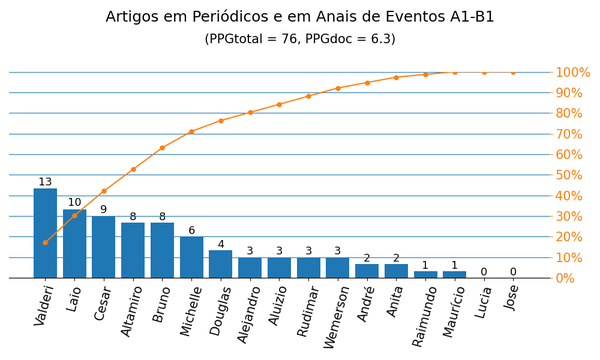 Artigos em Periódicos e em Anais de Eventos A1-B1
(PPGtotal = 76, PPGdoc = 6.3)
100%
90%
80%
70%
60%
50%
40%
30%
20%
10%
0%
13
10
9
8
8
6
4
3
3
3
3
2
2
1
1
0
0
Valderi
Laio
Cesar
Altamiro
Bruno
Michelle
Douglas
Alejandro
Aluizio
Rudimar
Wemerson
André
Anita
Raimundo
Maurício
Lucia
Jose